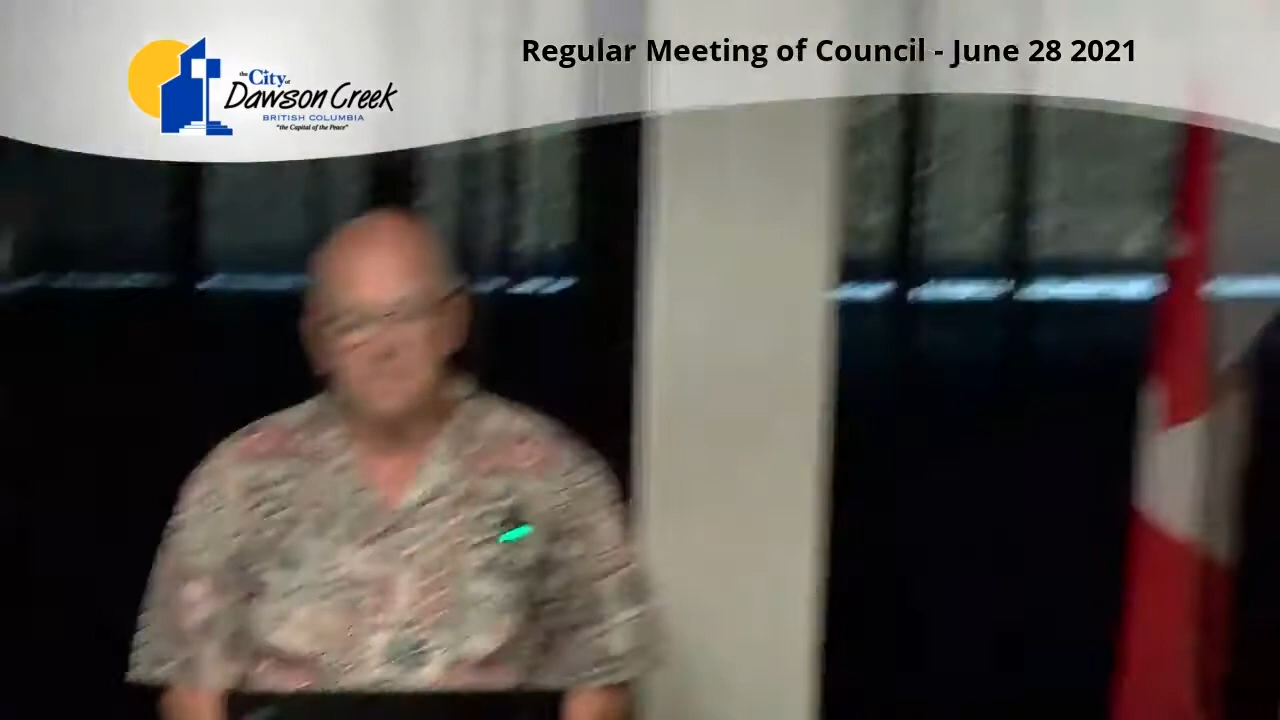 Regular Meeting of Council - June 28 2021
the City of
Dawson Creek
BRITISH COLUMBIA
"the Capital of the Peace"